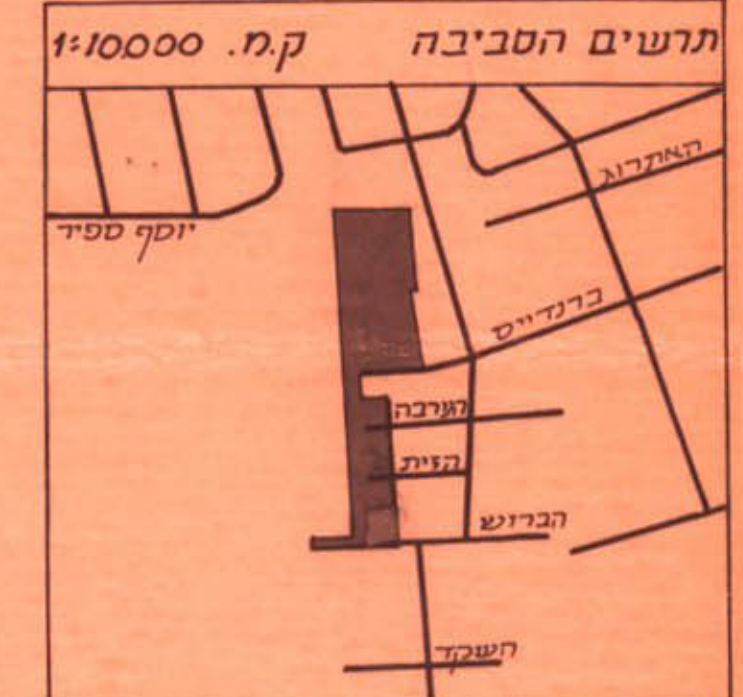 תרשים הסביבה ק.מ. 1:10000
האתרוג
יוסף ספיר
ברנדייס
הערבה
הזית
הברוש
השקד